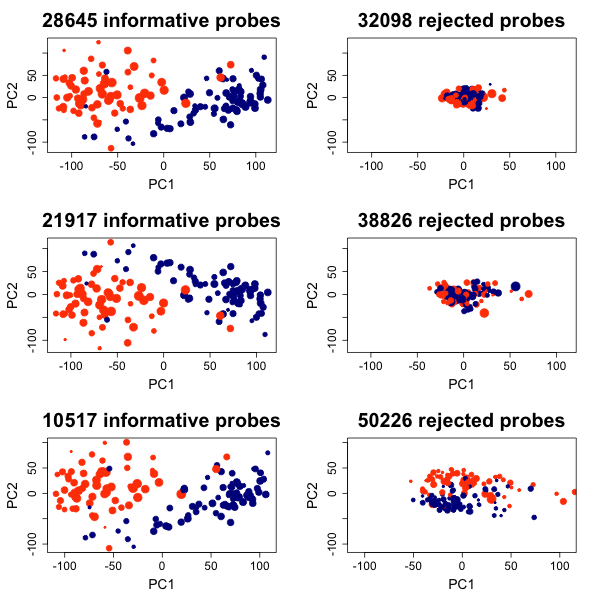 28645 informative probes
PC2
50
0
-100
-100 -50 0 50 100
PC1
32098 rejected probes
PC2
50
0
-100
-100 -50 0 50 100
PC1
21917 informative probes
PC2
50
0
-100
-100 -50 0 50 100
PC1
38826 rejected probes
PC2
50
0
-100
-100 -50 0 50 100
PC1
10517 informative probes
PC2
50
0
-100
-100 -50 0 50 100
PC1
50226 rejected probes
PC2
50
0
-100
-100 -50 0 50 100
PC1